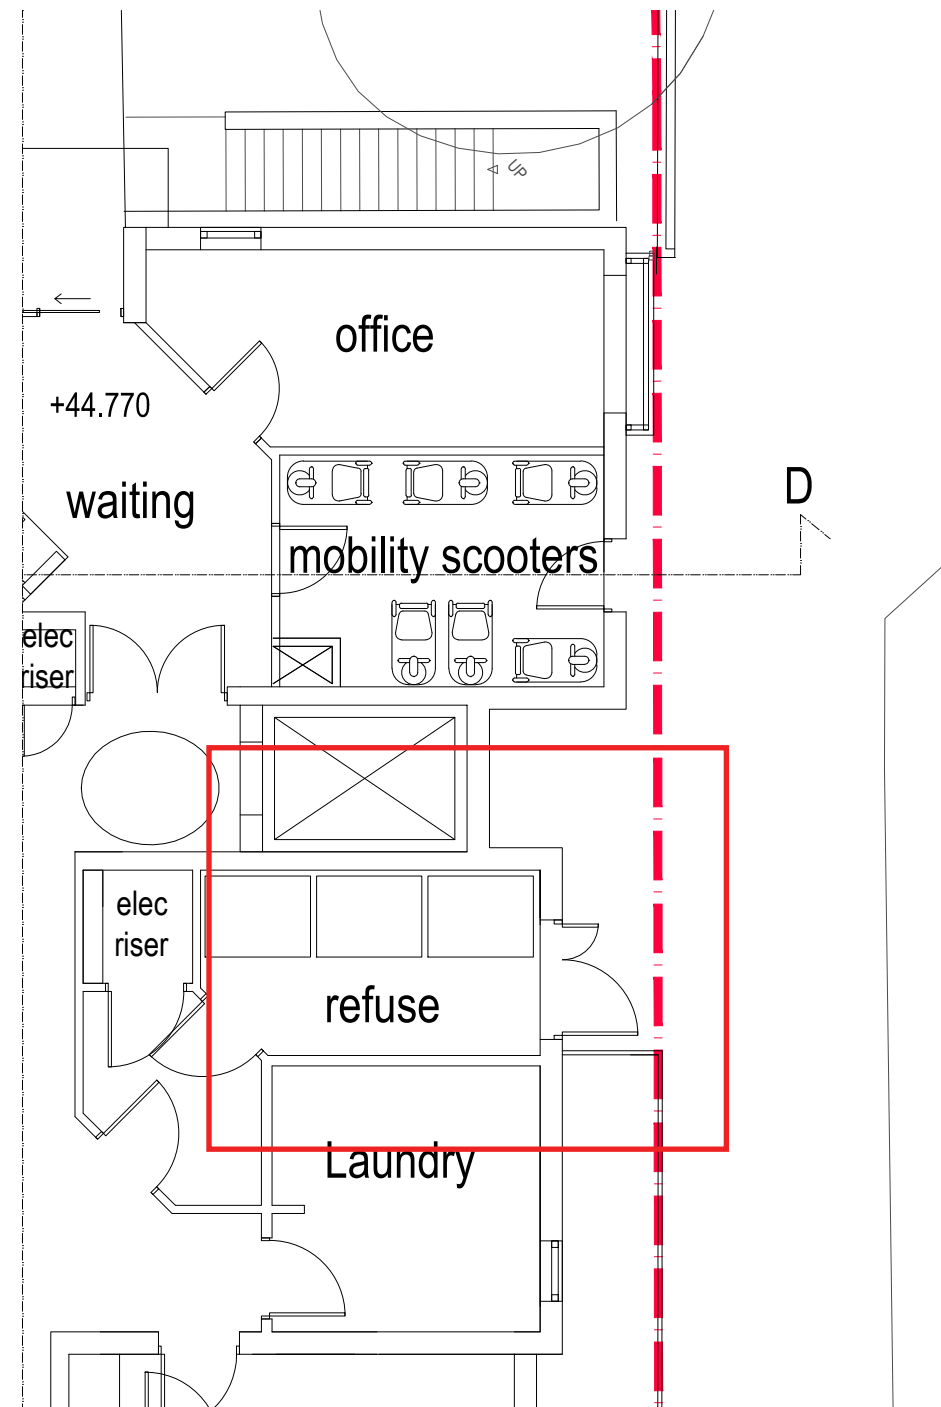 UP
office
+44.770
waiting
D
mobility scooters
elec
riser
elec
riser
refuse
Laundry